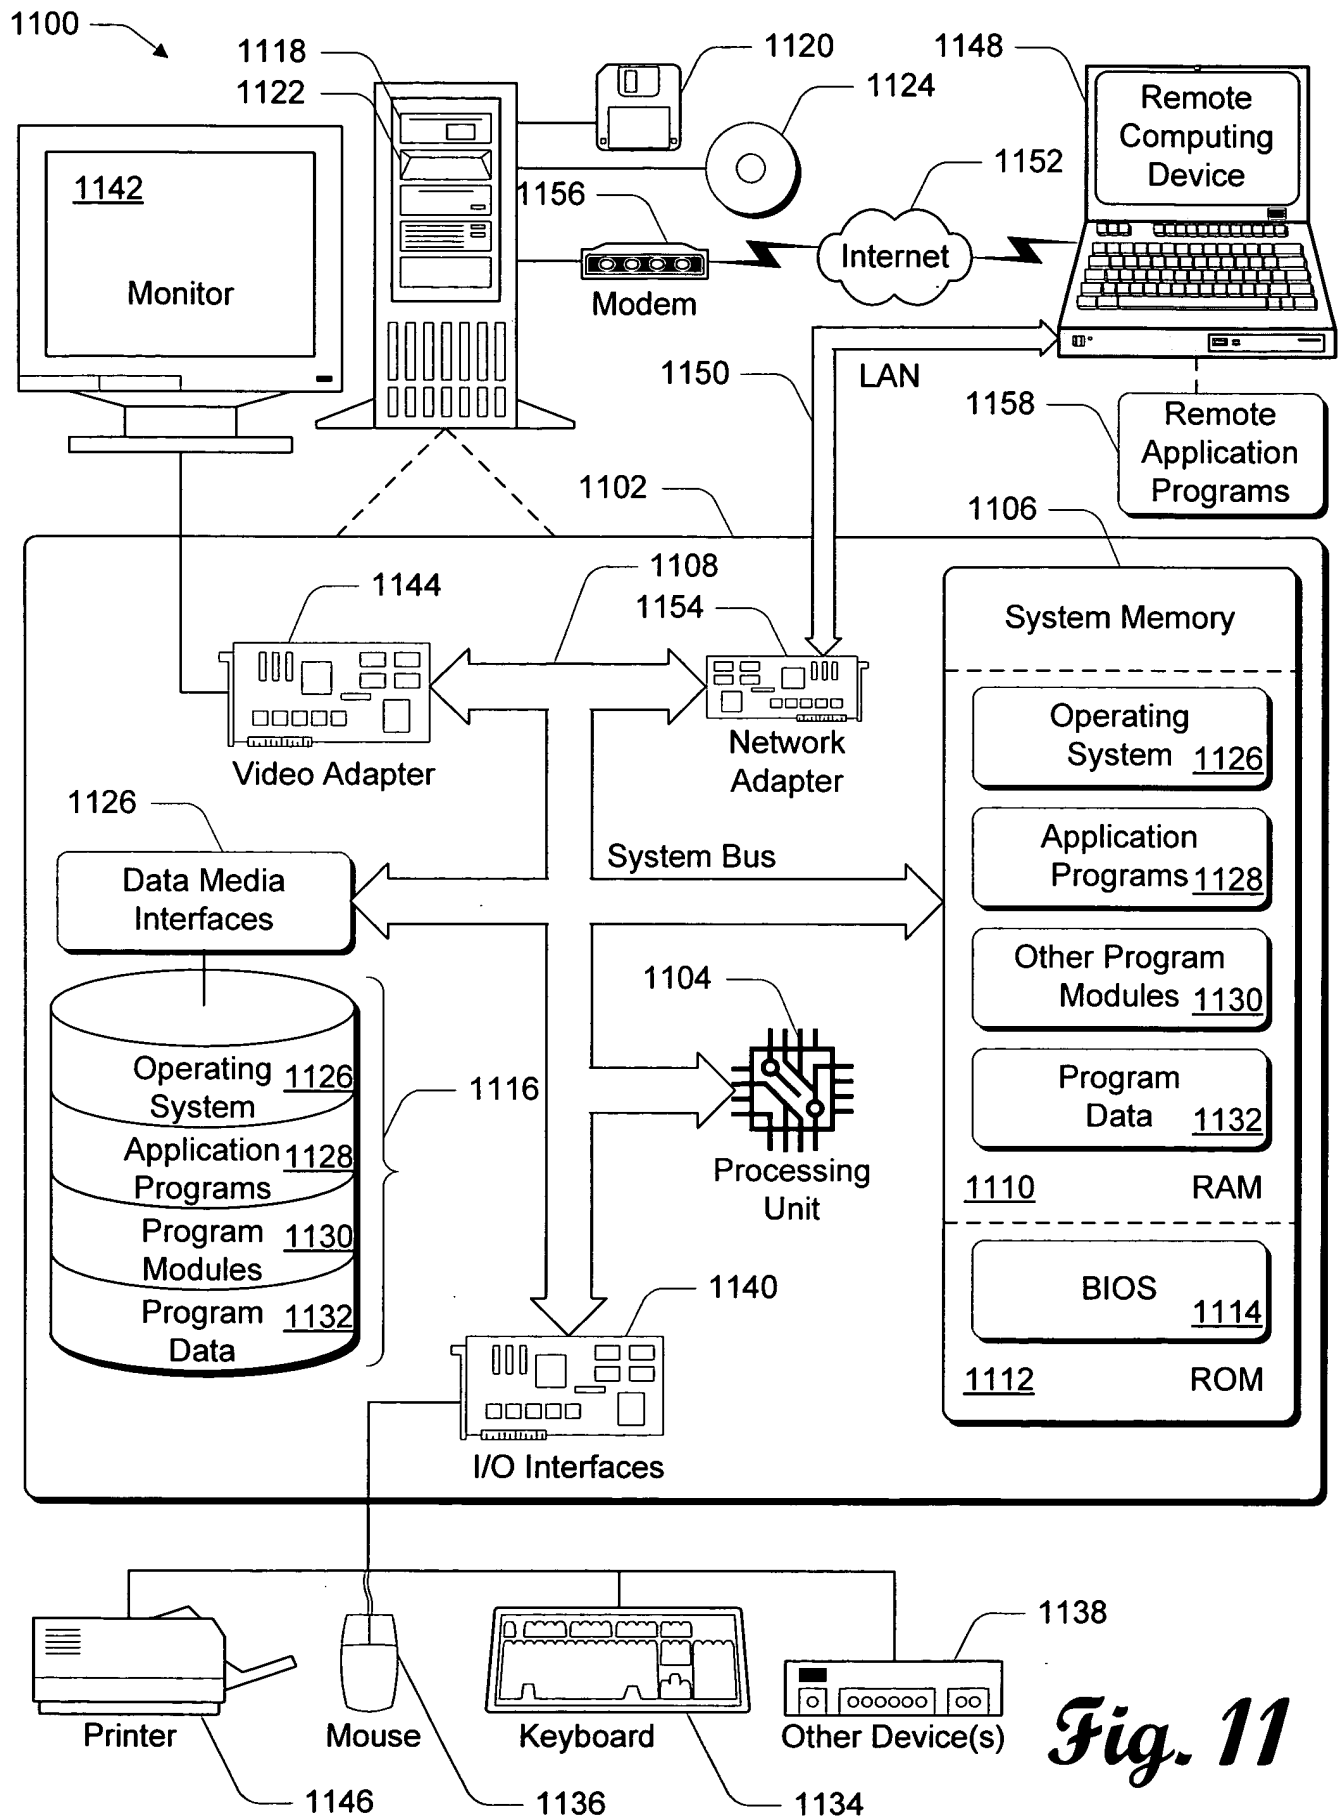 1100
1118
1122
1120
1124
1148
Remote
Computing
Device
1142
Monitor
1156
Modem
1152
Internet
1150
LAN
1158
Remote
Application
Programs
1102
1106
1108
1144
1154
System Memory
Video Adapter
Network
Adapter
Operating
System 1126
1126
Data Media
Interfaces
System Bus
Application
Programs 1128
Other Program
Modules 1130
1104
Processing
Unit
Program
Data 1132
1110 RAM
Operating
System 1126
1116
Application
Programs 1128
Program
Modules 1130
Program
Data 1132
BIOS
1114
1112 ROM
1140
I/O Interfaces
1138
Printer
Mouse
Keyboard
Other Device(s)
1146
1136
1134
Fig. 11